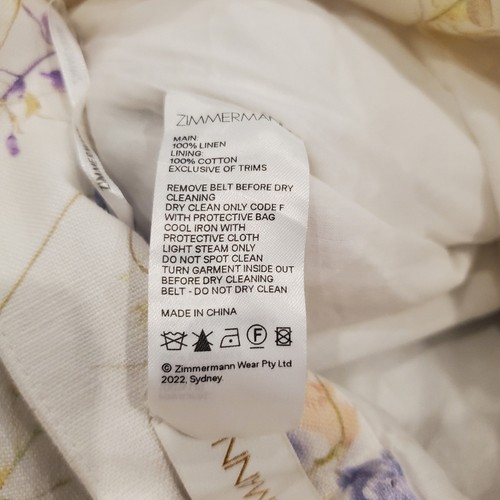 ZIMMERMANN
MAIN:
100% LINEN
LINING:
100% COTTON
EXCLUSIVE OF TRIMS
REMOVE BELT BEFORE DRY
CLEANING
DRY CLEAN ONLY CODE F
WITH PROTECTIVE BAG
COOL IRON WITH
PROTECTIVE CLOTH
LIGHT STEAM ONLY
DO NOT SPOT CLEAN
TURN GARMENT INSIDE OUT
BEFORE DRY CLEANING
BELT - DO NOT DRY CLEAN
MADE IN CHINA
F
© Zimmermann Wear Pty Ltd
2022, Sydney